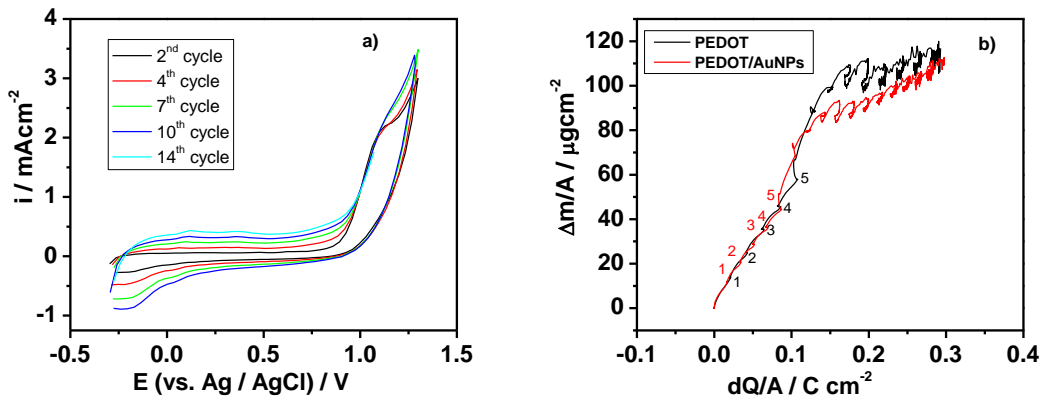 a)
2nd cycle
4th cycle
7th cycle
10th cycle
14th cycle
i / mAcm-2
4
3
2
1
0
-1
-0.5 0.0 0.5 1.0 1.5
E (vs. Ag / AgCl) / V
b)
PEDOT
PEDOT/AuNPs
Δm/A / μgcm-2
120
100
80
60
40
20
0
5
5
4
4
3
3
2
2
1
1
-0.1 0.0 0.1 0.2 0.3 0.4
dQ/A / C cm-2